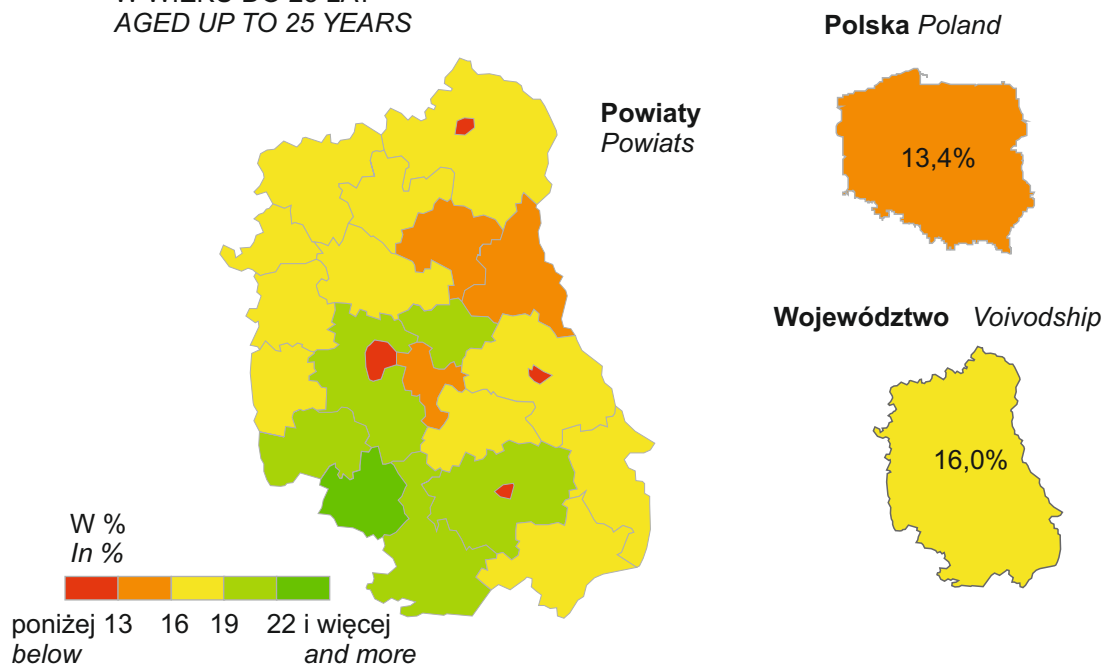 AGED UP TO 25 YEARS
Polska Poland
Powiaty
Powiats
13,4%
Województwo Voivodship
16,0%
W %
In %
poniżej 13 16 19 22 i więcej
below and more